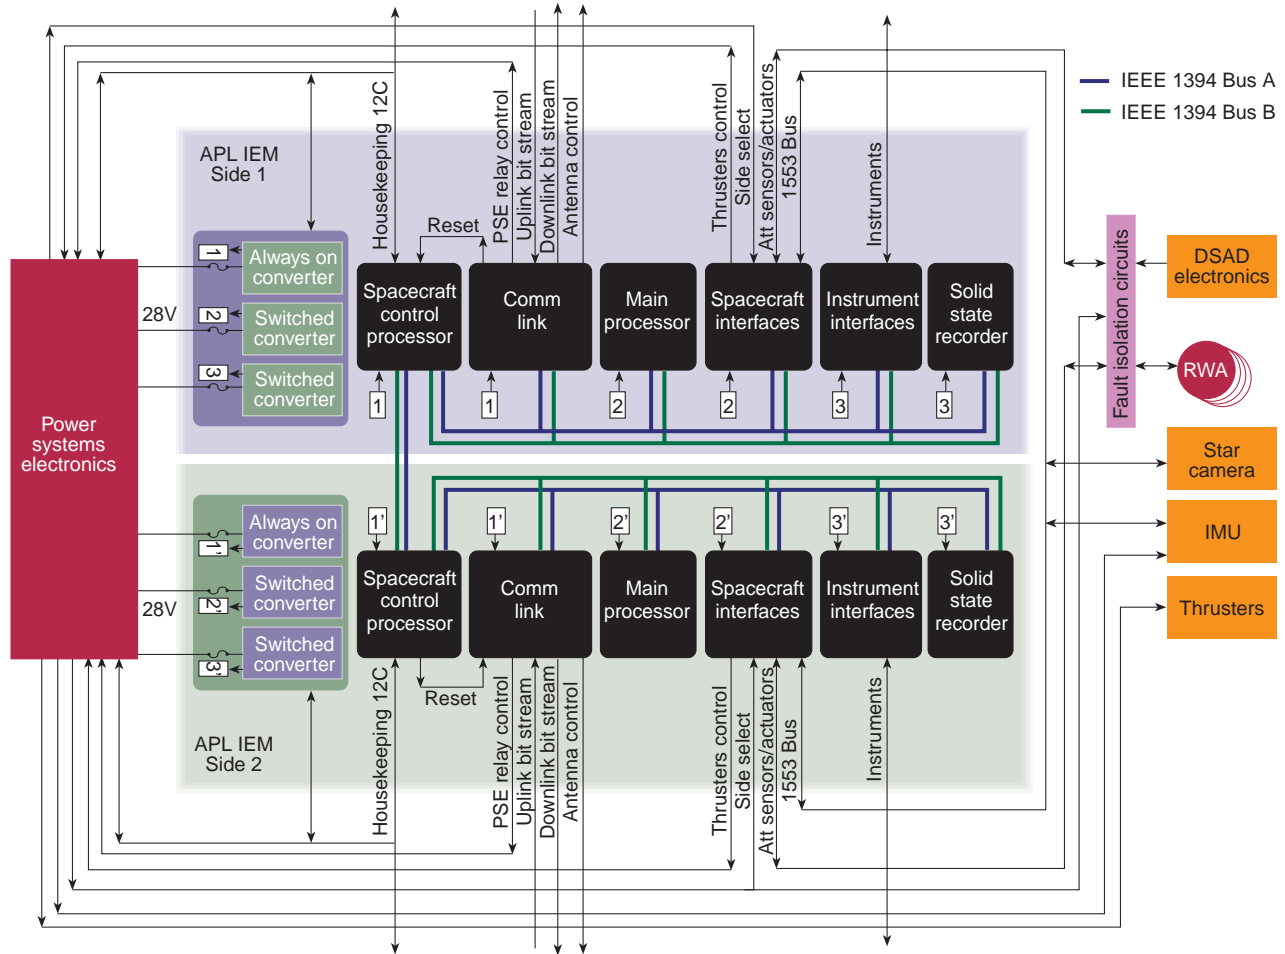 IEEE 1394 Bus A
IEEE 1394 Bus B
APL IEM
Side 1
Housekeeping 12C
PSE relay control
Uplink bit stream
Downlink bit stream
Antenna control
Thrusters control
Side select
Att sensors/actuators
1553 Bus
Instruments
Reset
1
Always on
converter
28V
2
Switched
converter
3
Switched
converter
Spacecraft
control
processor
Comm
link
Main
processor
Spacecraft
interfaces
Instrument
interfaces
Solid
state
recorder
1
1
2
2
3
3
Fault isolation circuits
DSAD
electronics
RWA
Star
camera
IMU
Thrusters
Power
systems
electronics
Always on
converter
1'
28V
Switched
converter
2'
Switched
converter
3'
1'
1'
2'
2'
3'
3'
Spacecraft
control
processor
Comm
link
Main
processor
Spacecraft
interfaces
Instrument
interfaces
Solid
state
recorder
Reset
APL IEM
Side 2
Housekeeping 12C
PSE relay control
Uplink bit stream
Downlink bit stream
Antenna control
Thrusters control
Side select
Att sensors/actuators
1553 Bus
Instruments